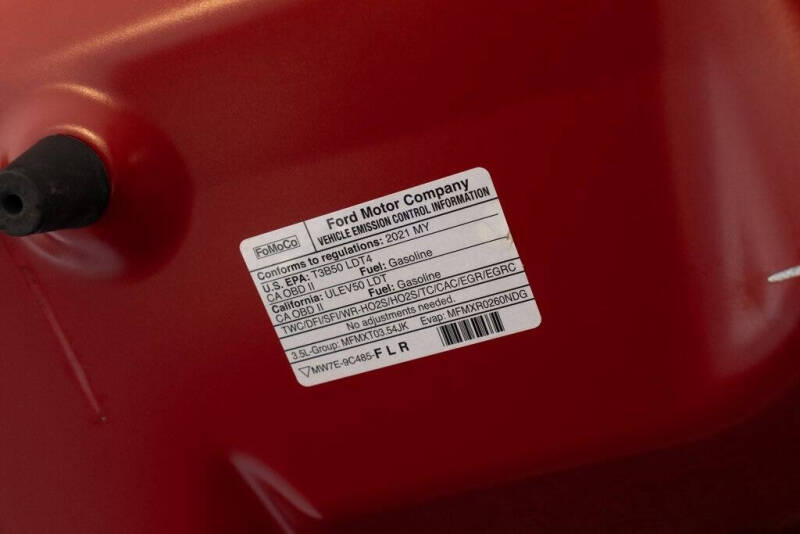 FoMoCo
Ford Motor Company
VEHICLE EMISSION CONTROL INFORMATION
Conforms to regulations: 2021 MY
U.S. EPA: T3B50 LDT4
CA OBD II Fuel: Gasoline
California: ULEV50 LDT
CA OBD II Fuel: Gasoline
TWC/DFI/SFI/WR-HO2S/HO2S/TC/CAC/EGR/EGRC
No adjustments needed.
3.5L-Group: MFMXT03.54JK Evap: MFMXR0260NDG
MW7E-9C485-FLR